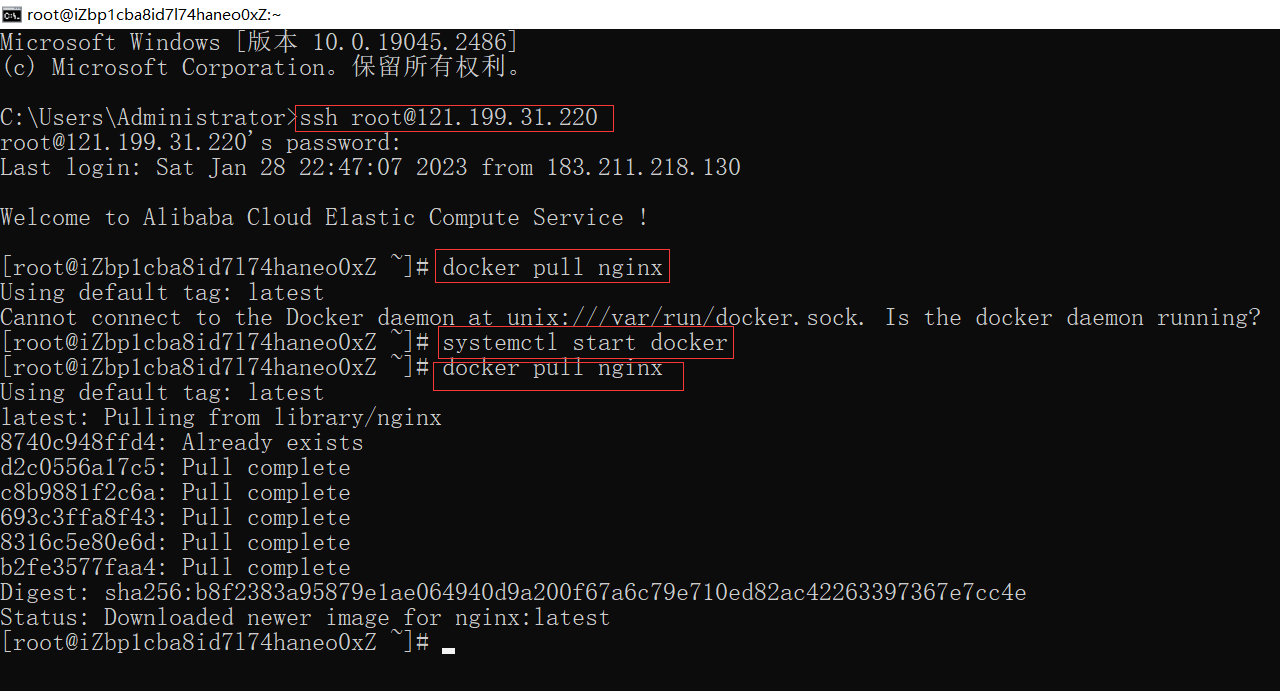 root@iZbp1cba8id7l74haneo0xZ:~
Microsoft Windows [版本 10.0.19045.2486]
(c) Microsoft Corporation。保留所有权利。
C:\Users\Administrator>ssh root@121.199.31.220
root@121.199.31.220's password:
Last login: Sat Jan 28 22:47:07 2023 from 183.211.218.130
Welcome to Alibaba Cloud Elastic Compute Service !
[root@iZbp1cba8id7l74haneo0xZ ~]# docker pull nginx
Using default tag: latest
Cannot connect to the Docker daemon at unix:///var/run/docker.sock. Is the docker daemon running?
[root@iZbp1cba8id7l74haneo0xZ ~]# systemctl start docker
[root@iZbp1cba8id7l74haneo0xZ ~]# docker pull nginx
Using default tag: latest
latest: Pulling from library/nginx
8740c948ffd4: Already exists
d2c0556a17c5: Pull complete
c8b9881f2c6a: Pull complete
693c3ffa8f43: Pull complete
8316c5e80e6d: Pull complete
b2fe3577faa4: Pull complete
Digest: sha256:b8f2383a95879e1ae064940d9a200f67a6c79e710ed82ac42263397367e7cc4e
Status: Downloaded newer image for nginx:latest
[root@iZbp1cba8id7l74haneo0xZ ~]#